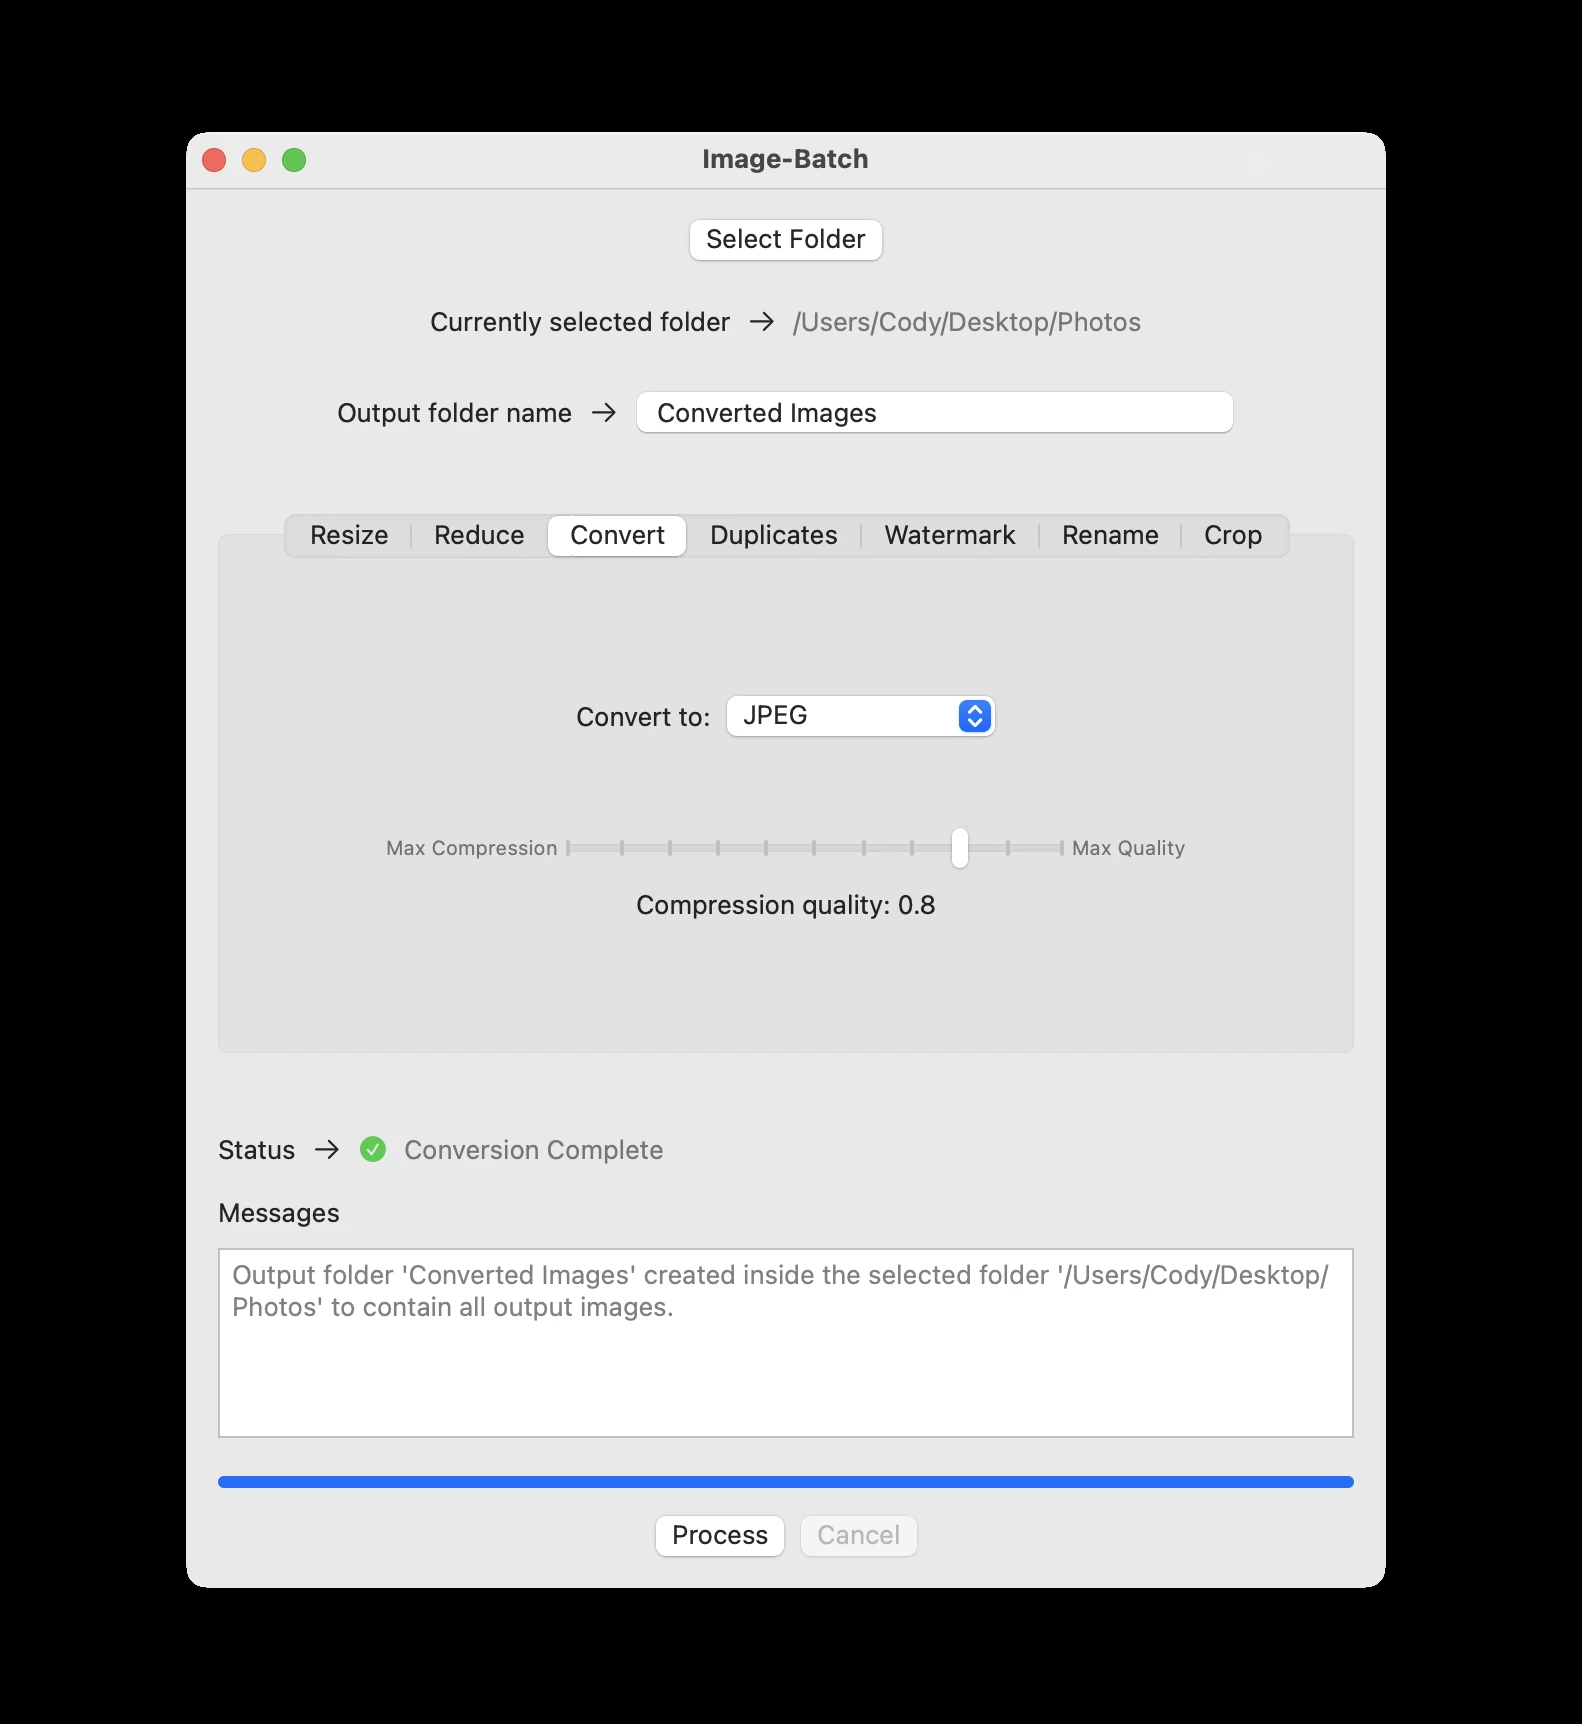 Image-Batch
Select Folder
Currently selected folder → /Users/Cody/Desktop/Photos
Output folder name → Converted Images
Resize Reduce Convert Duplicates Watermark Rename Crop
Convert to: JPEG
Max Compression Max Quality
Compression quality: 0.8
Status → Conversion Complete
Messages
Output folder 'Converted Images' created inside the selected folder '/Users/Cody/Desktop/
Photos' to contain all output images.
Process Cancel